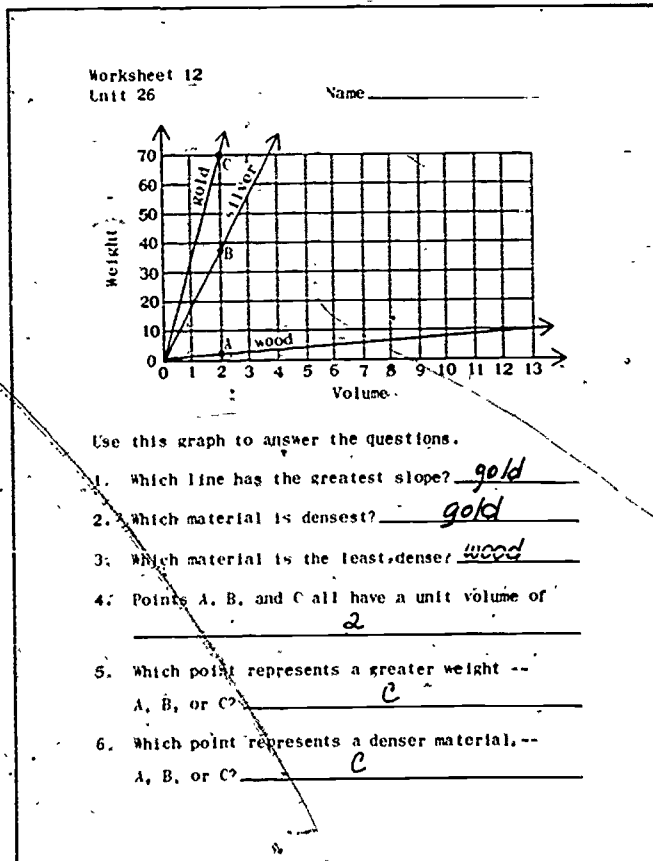 Worksheet 12
Unit 26
Name
70
60
50
40
30
20
10
0
Weight
gold
silver
C
B
A
wood
0 1 2 3 4 5 6 7 8 9 10 11 12 13
Volume
Use this graph to answer the questions.
1. Which line has the greatest slope? gold
2. Which material is densest? gold
3. Which material is the least dense? wood
4. Points A, B, and C all have a unit volume of
2
5. Which point represents a greater weight --
A, B, or C? C
6. Which point represents a denser material, --
A, B, or C? C